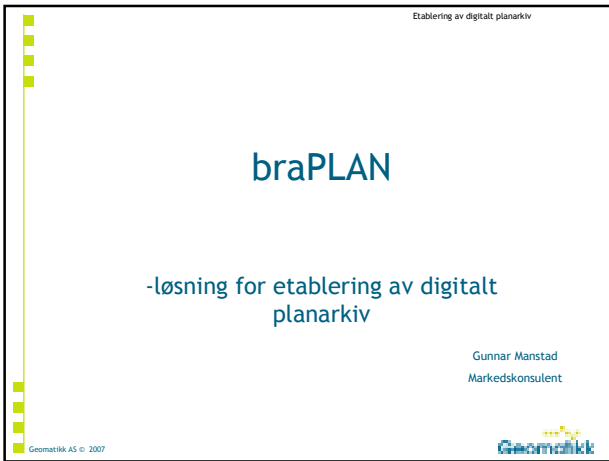 Etablering av digitalt planarkiv
braPLAN
-løsning for etablering av digitalt
planarkiv
Gunnar Manstad
Markedskonsulent
Geomatikk AS © 2007
Geomatikk